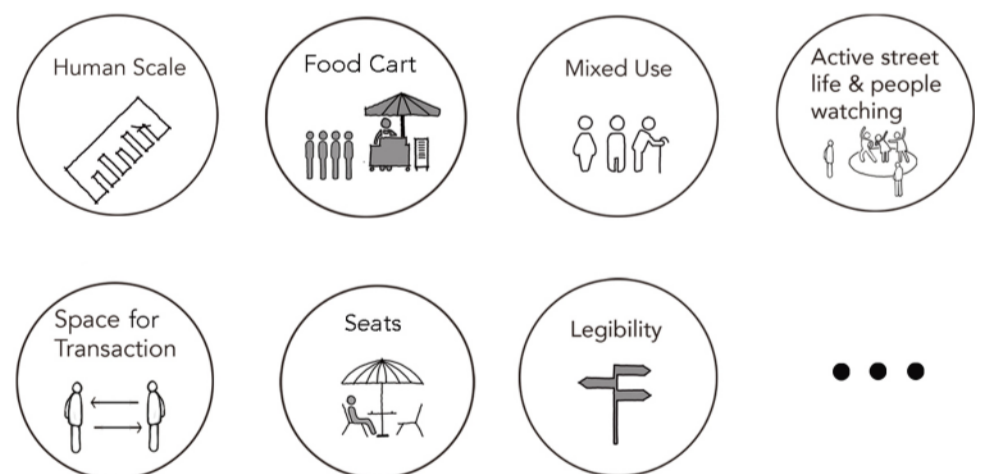 Human Scale
Food Cart
Mixed Use
Active street
life & people
watching
Space for
Transaction
Seats
Legibility